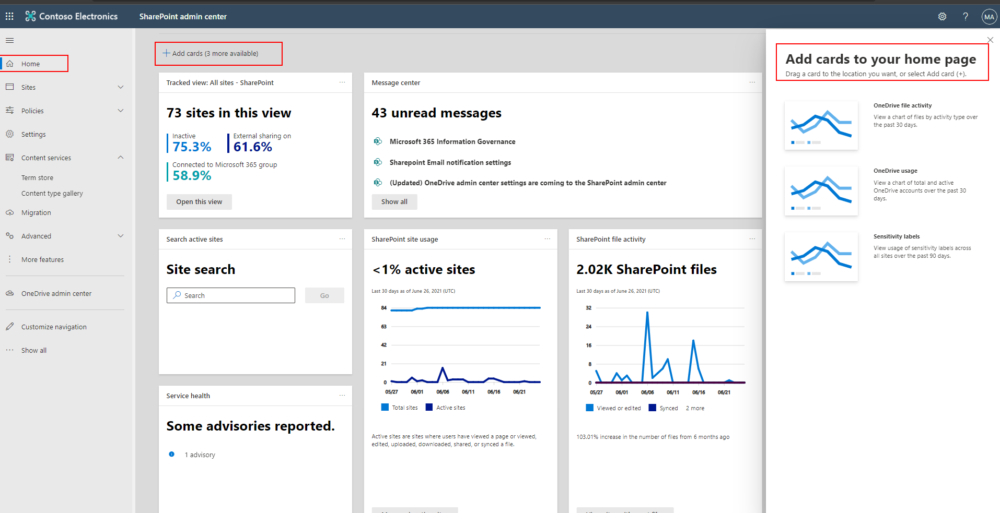 Contoso Electronics
SharePoint admin center
?
MA
Home
Sites
Policies
Settings
Content services
Term store
Content type gallery
Migration
Advanced
More features
OneDrive admin center
Customize navigation
Show all
Add cards (3 more available)
Tracked view: All sites - SharePoint
73 sites in this view
Inactive
75.3%
External sharing on
61.6%
Connected to Microsoft 365 group
58.9%
Open this view
Message center
43 unread messages
Microsoft 365 Information Governance
Sharepoint Email notification settings
(Updated) OneDrive admin center settings are coming to the SharePoint admin center
Show all
Search active sites
Site search
Search
Go
SharePoint site usage
<1% active sites
Last 30 days as of June 26, 2021 (UTC)
84
63
42
21
0
05/27 06/01 06/06 06/11 06/16 06/21
Total sites Active sites
Active sites are sites where users have viewed a page or viewed,
edited, uploaded, downloaded, shared, or synced a file.
SharePoint file activity
2.02K SharePoint files
Last 30 days as of June 26, 2021 (UTC)
32
24
16
8
0
05/27 06/01 06/06 06/11 06/16 06/21
Viewed or edited Synced 2 more
103.01% increase in the number of files from 6 months ago
Service health
Some advisories reported.
1 advisory
Add cards to your home page
Drag a card to the location you want, or select Add card (+).
OneDrive file activity
View a chart of files by activity type over
the past 30 days.
OneDrive usage
View a chart of total and active
OneDrive accounts over the past 30
days.
Sensitivity labels
View usage of sensitivity labels across
all sites over the past 90 days.